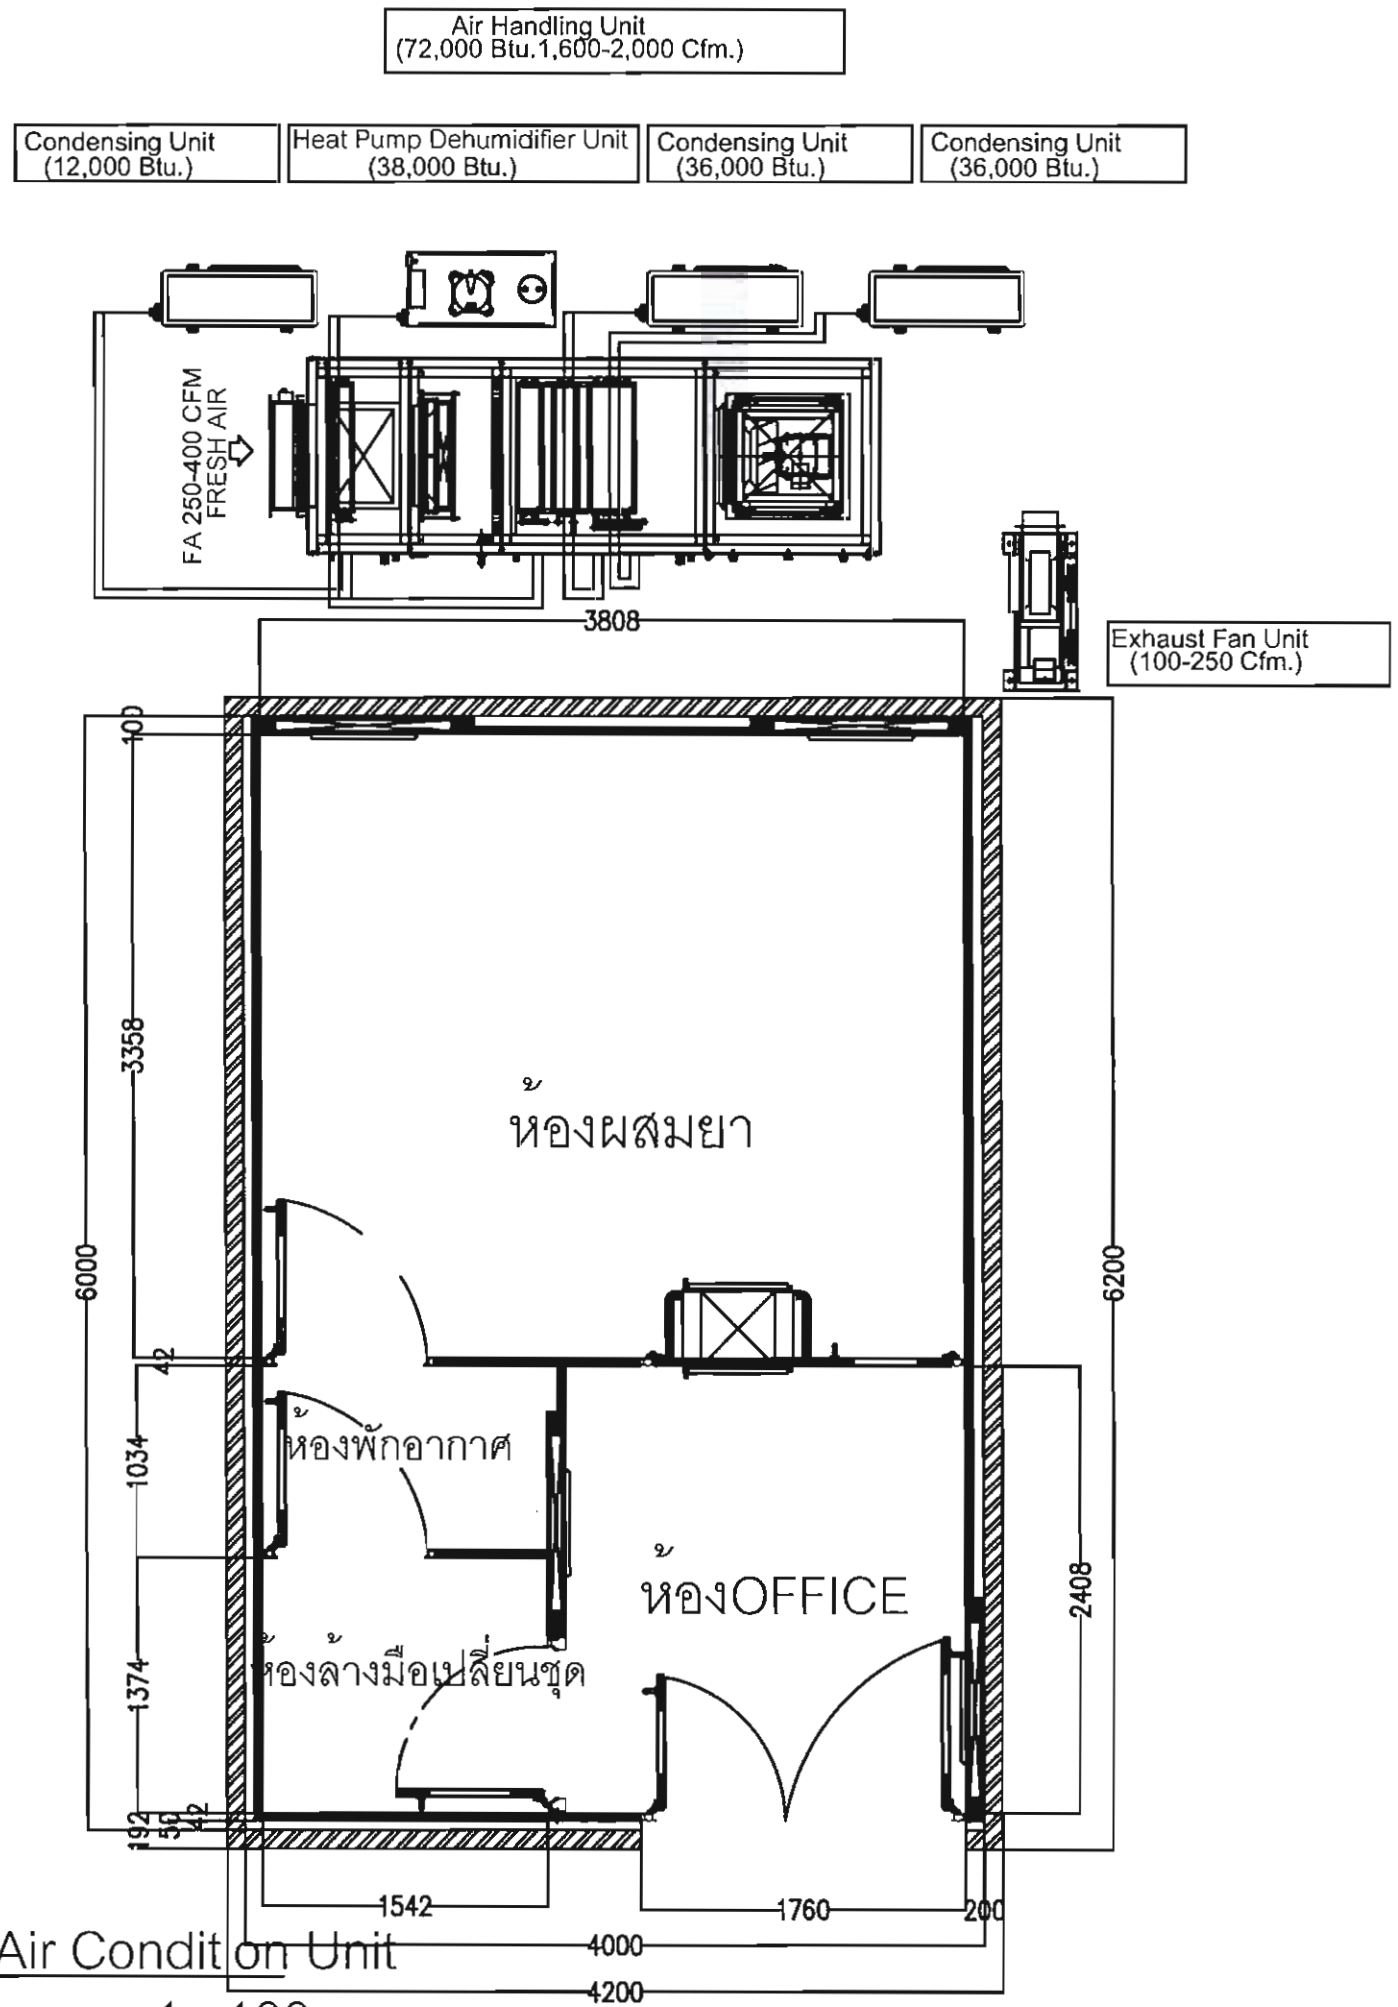 Air Handling Unit
(72,000 Btu.1,600-2,000 Cfm.)
Condensing Unit
(12,000 Btu.)
Heat Pump Dehumidifier Unit
(38,000 Btu.)
Condensing Unit
(36,000 Btu.)
Condensing Unit
(36,000 Btu.)
FA 250-400 CFM
FRESH AIR
3808
Exhaust Fan Unit
(100-250 Cfm.)
100
3358
ห้องผสมยา
6000
6200
42
1034
ห้องพักอากาศ
ห้องOFFICE
2408
ห้องล้างมือเปลี่ยนชุด
1374
192
50
42
1542
1760
200
4000
4200
Air Condit on Unit